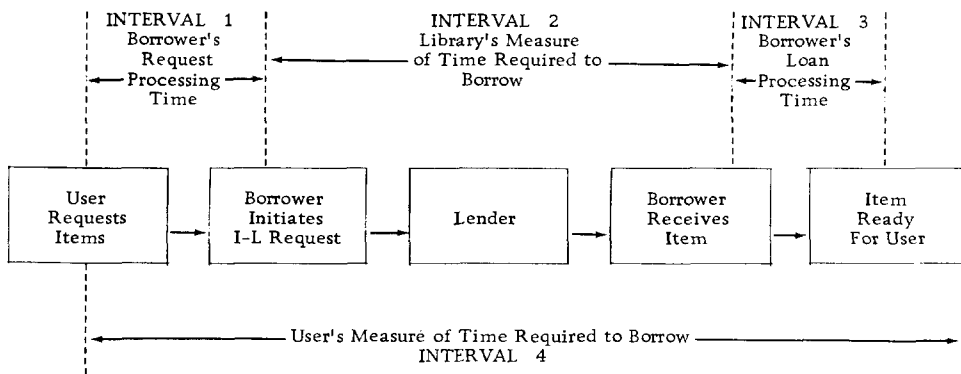 INTERVAL 1
Borrower's
Request
Processing
Time
INTERVAL 2
Library's Measure
of Time Required to
Borrow
INTERVAL 3
Borrower's
Loan
Processing
Time
User
Requests
Items
Borrower
Initiates
I-L Request
Lender
Borrower
Receives
Item
Item
Ready
For User
User's Measure of Time Required to Borrow
INTERVAL 4